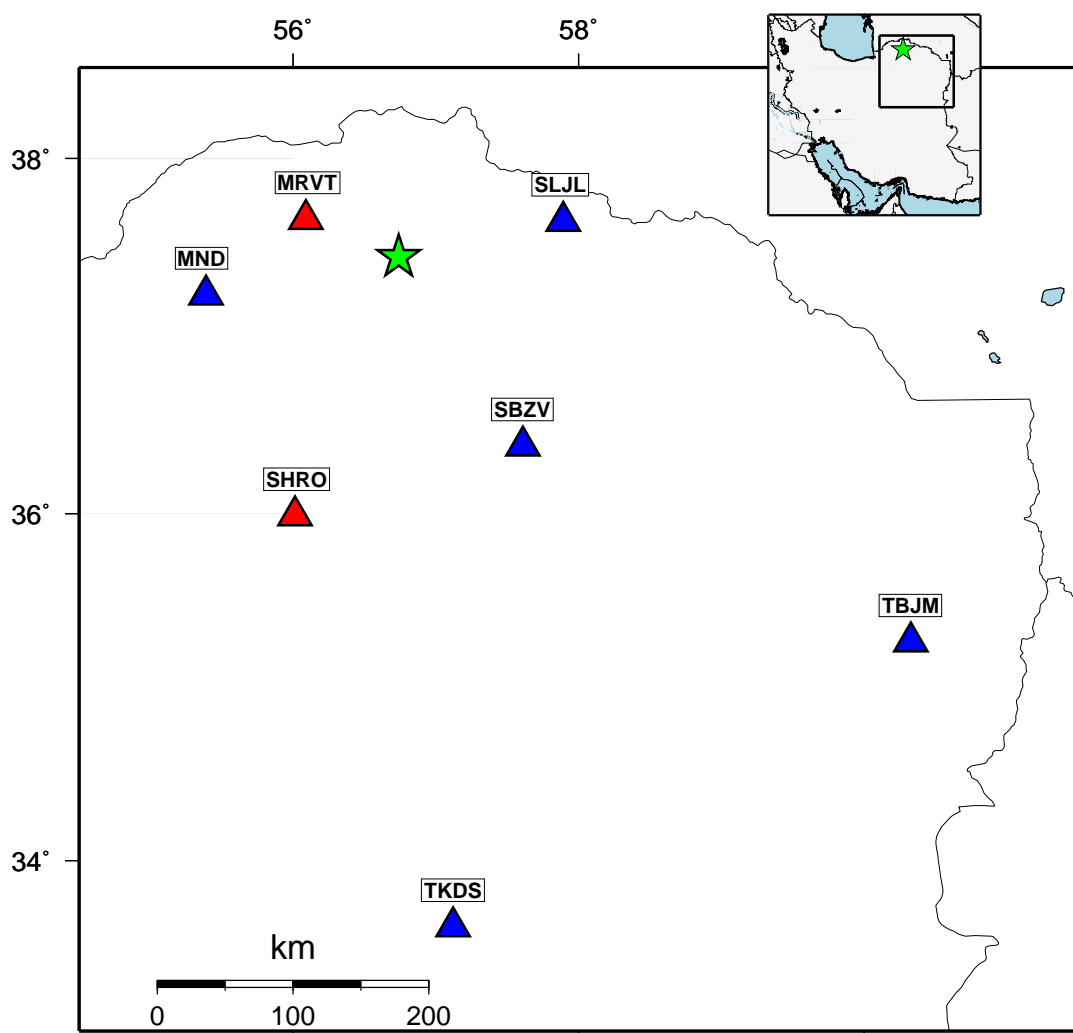 56˚ 58˚
38˚
MRVT
SLJL
MND
SBZV
SHRO
36˚
TBJM
34˚
TKDS
km
0 100 200